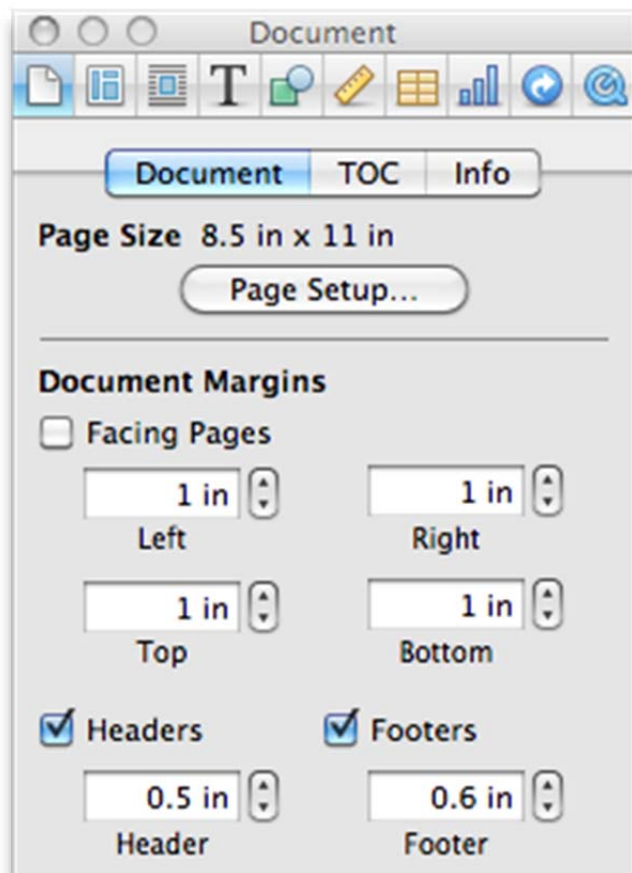 Document
T
Document TOC Info
Page Size 8.5 in x 11 in
Page Setup...
Document Margins
Facing Pages
1 in 1 in
Left Right
1 in 1 in
Top Bottom
Headers Footers
0.5 in 0.6 in
Header Footer